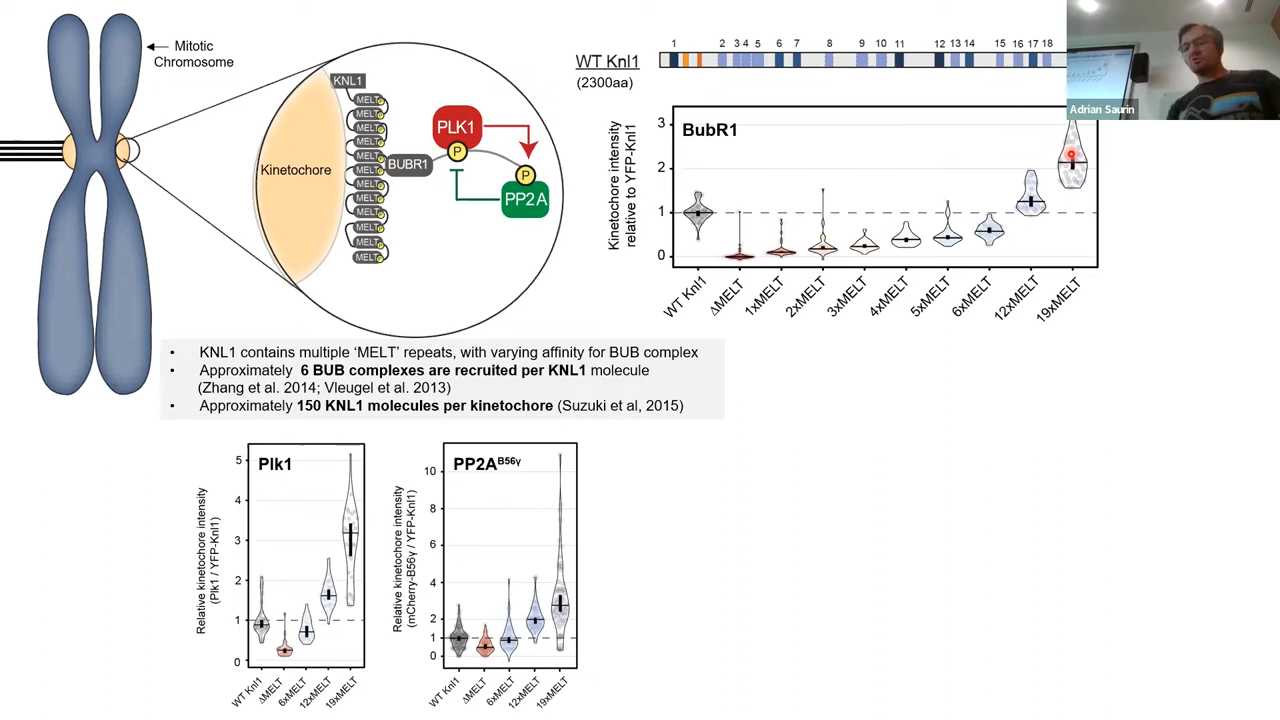 Mitotic
Chromosome
KNL1
MELT P
MELT P
MELT P
MELT P
MELT P
MELT P
MELT P
MELT P
MELT P
MELT P
MELT P
MELT P
Kinetochore
BUBR1
PLK1
P
P
PP2A
WT Knl1
(2300aa)
1 2 3 4 5 6 7 8 9 10 11 12 13 14 15 16 17 18
Adrian Saurin
BubR1
Kinetochore intensity
relative to YFP-Knl1
3
2
1
0
WT Knl1
ΔMELT
1xMELT
2xMELT
3xMELT
4xMELT
5xMELT
6xMELT
12xMELT
19xMELT
• KNL1 contains multiple ‘MELT’ repeats, with varying affinity for BUB complex
• Approximately 6 BUB complexes are recruited per KNL1 molecule
(Zhang et al. 2014; Vleugel et al. 2013)
• Approximately 150 KNL1 molecules per kinetochore (Suzuki et al, 2015)
Plk1
Relative kinetochore intensity
(Plk1 / YFP-Knl1)
5
4
3
2
1
0
WT Knl1
ΔMELT
6xMELT
12xMELT
19xMELT
PP2A B56γ
Relative kinetochore intensity
(mCherry-B56γ / YFP-Knl1)
10
8
6
4
2
1
0
WT Knl1
ΔMELT
6xMELT
12xMELT
19xMELT